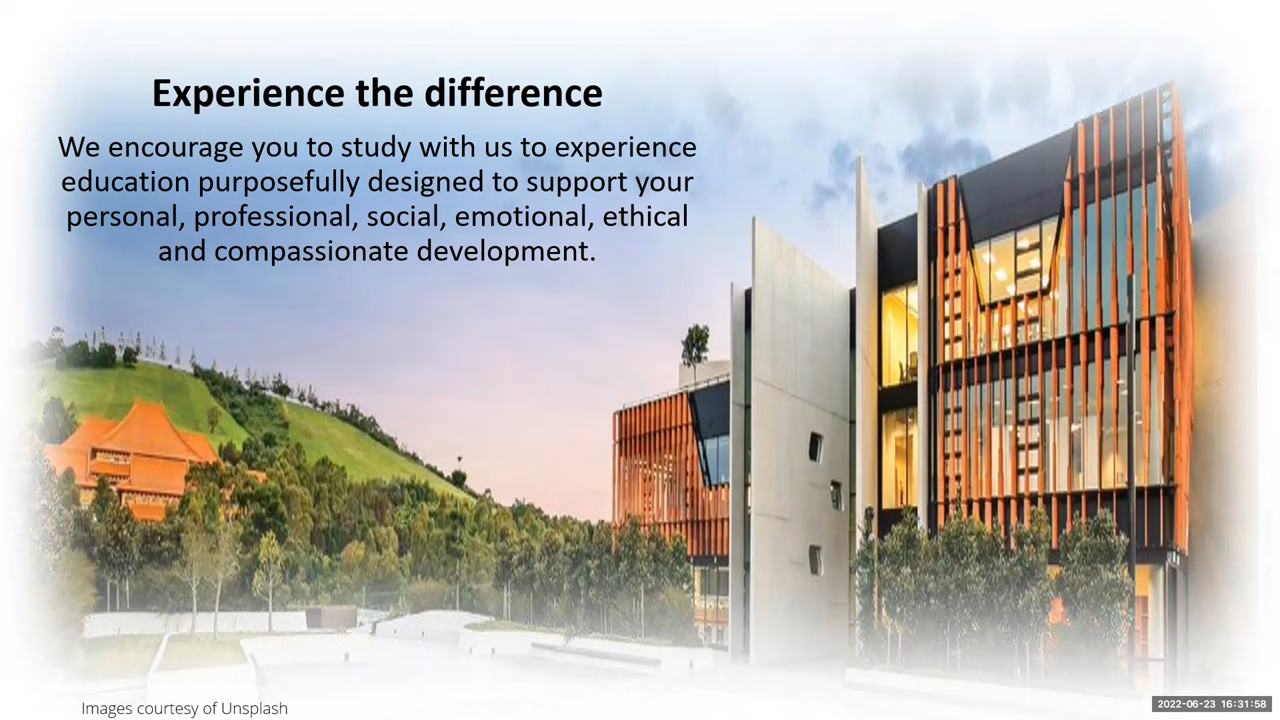 Experience the difference
We encourage you to study with us to experience
education purposefully designed to support your
personal, professional, social, emotional, ethical
and compassionate development.
Images courtesy of Unsplash
2022-06-23 16:31:58